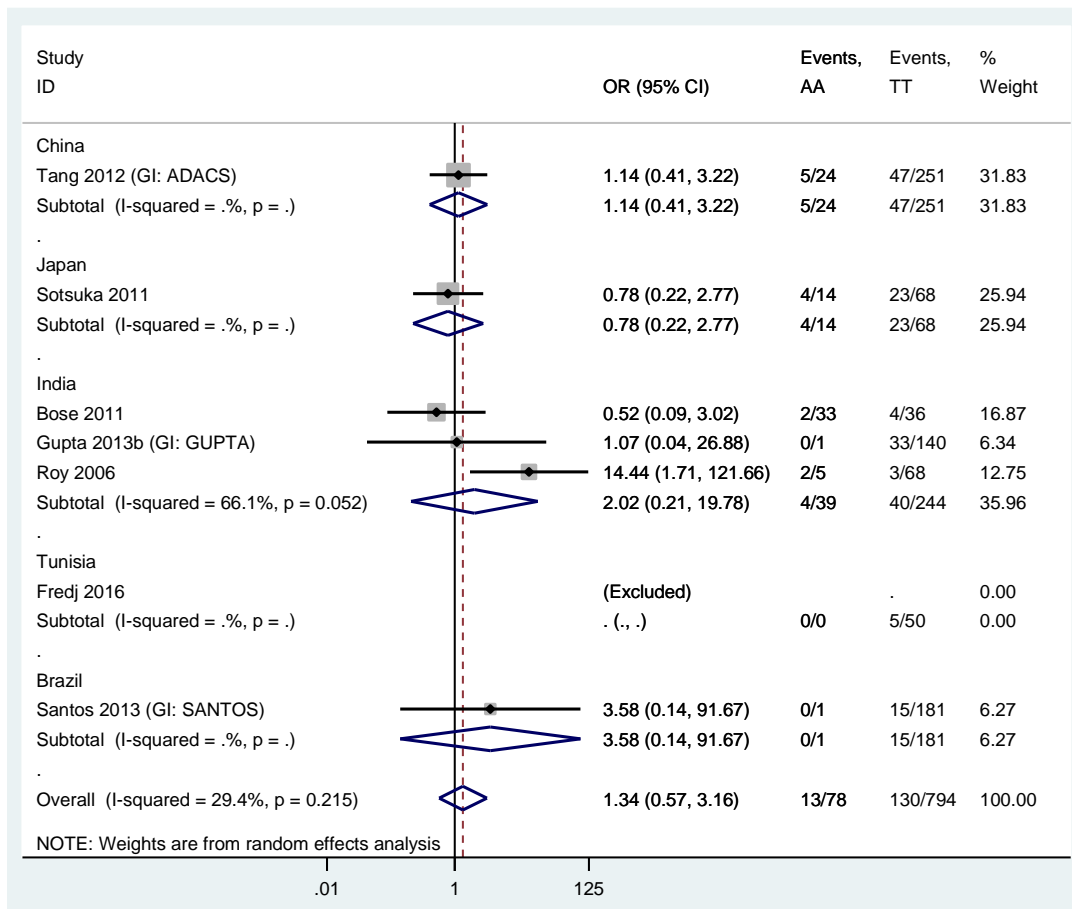 Study Events, Events, %
ID OR (95% CI) AA TT Weight
China
Tang 2012 (GI: ADACS) 1.14 (0.41, 3.22) 5/24 47/251 31.83
Subtotal (I-squared = .%, p = .) 1.14 (0.41, 3.22) 5/24 47/251 31.83
.
Japan
Sotsuka 2011 0.78 (0.22, 2.77) 4/14 23/68 25.94
Subtotal (I-squared = .%, p = .) 0.78 (0.22, 2.77) 4/14 23/68 25.94
.
India
Bose 2011 0.52 (0.09, 3.02) 2/33 4/36 16.87
Gupta 2013b (GI: GUPTA) 1.07 (0.04, 26.88) 0/1 33/140 6.34
Roy 2006 14.44 (1.71, 121.66) 2/5 3/68 12.75
Subtotal (I-squared = 66.1%, p = 0.052) 2.02 (0.21, 19.78) 4/39 40/244 35.96
.
Tunisia
Fredj 2016 (Excluded) . 0.00
Subtotal (I-squared = .%, p = .) . (., .) 0/0 5/50 0.00
.
Brazil
Santos 2013 (GI: SANTOS) 3.58 (0.14, 91.67) 0/1 15/181 6.27
Subtotal (I-squared = .%, p = .) 3.58 (0.14, 91.67) 0/1 15/181 6.27
.
Overall (I-squared = 29.4%, p = 0.215) 1.34 (0.57, 3.16) 13/78 130/794 100.00
NOTE: Weights are from random effects analysis
.01 1 125